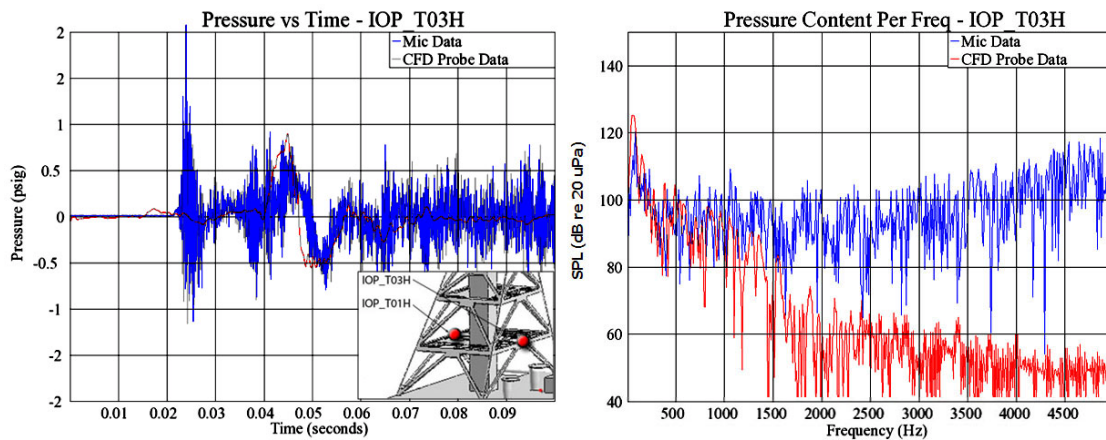 Pressure vs Time - IOP_T03H
Mic Data
CFD Probe Data
2
2
1
0.5
0
-0.5
-1
-2
-2
Pressure (psig)
0.01 0.02 0.03 0.04 0.05 0.06 0.07 0.08 0.09
Time (seconds)
IOP_T03H
IOP_T01H
Pressure Content Per Freq - IOP_T03H
Mic Data
CFD Probe Data
140
120
100
80
60
40
SPL (dB re 20 uPa)
500 1000 1500 2000 2500 3000 3500 4000 4500
Frequency (Hz)